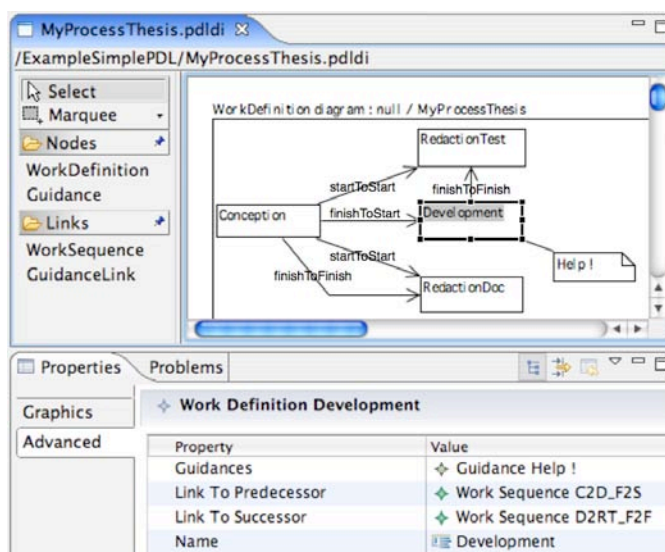 MyProcessThesis.pdldi
/ExampleSimplePDL/MyProcessThesis.pdldi
Select
Marquee
Nodes
WorkDefinition
Guidance
Links
WorkSequence
GuidanceLink
WorkDefinition diagram : null / MyProcessThesis
RedactionTest
startToStart
finishToFinish
Conception
finishToStart
Development
startToStart
Help !
finishToFinish
RedactionDoc
Properties
Problems
Graphics
Advanced
Work Definition Development
Property Value
Guidances Guidance Help !
Link To Predecessor Work Sequence C2D_F2S
Link To Successor Work Sequence D2RT_F2F
Name Development